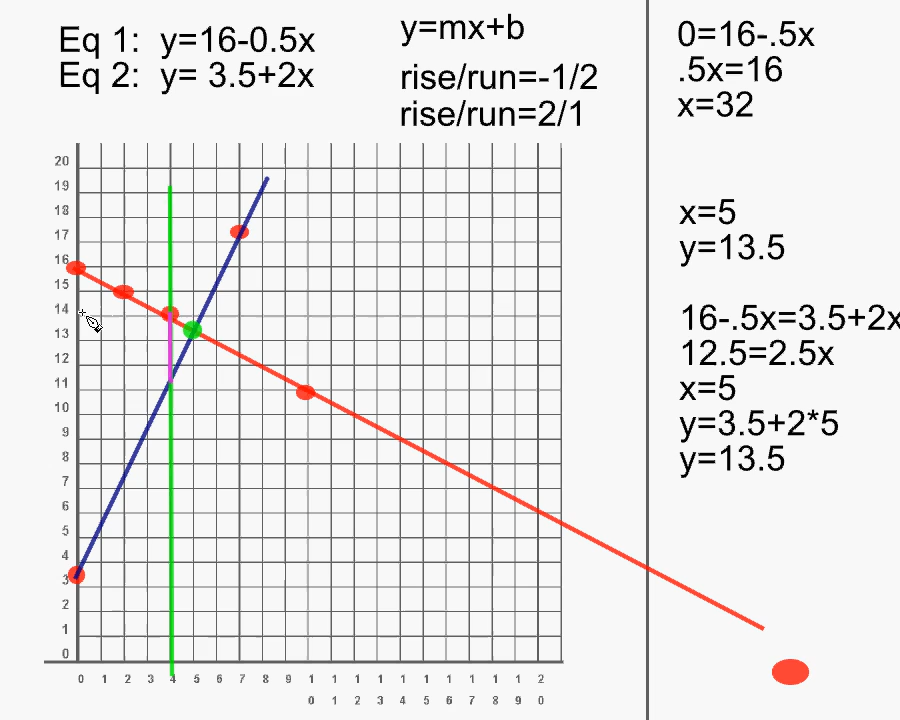 Eq 1: y=16-0.5x
Eq 2: y= 3.5+2x
y=mx+b
rise/run=-1/2
rise/run=2/1
0=16-.5x
.5x=16
x=32
x=5
y=13.5
16-.5x=3.5+2x
12.5=2.5x
x=5
y=3.5+2*5
y=13.5
20
19
18
17
16
15
14
13
12
11
10
9
8
7
6
5
4
3
2
1
0
0 1 2 3 4 5 6 7 8 9 1 1 1 1 1 1 1 1 1 1 2
0 1 2 3 4 5 6 7 8 9 0